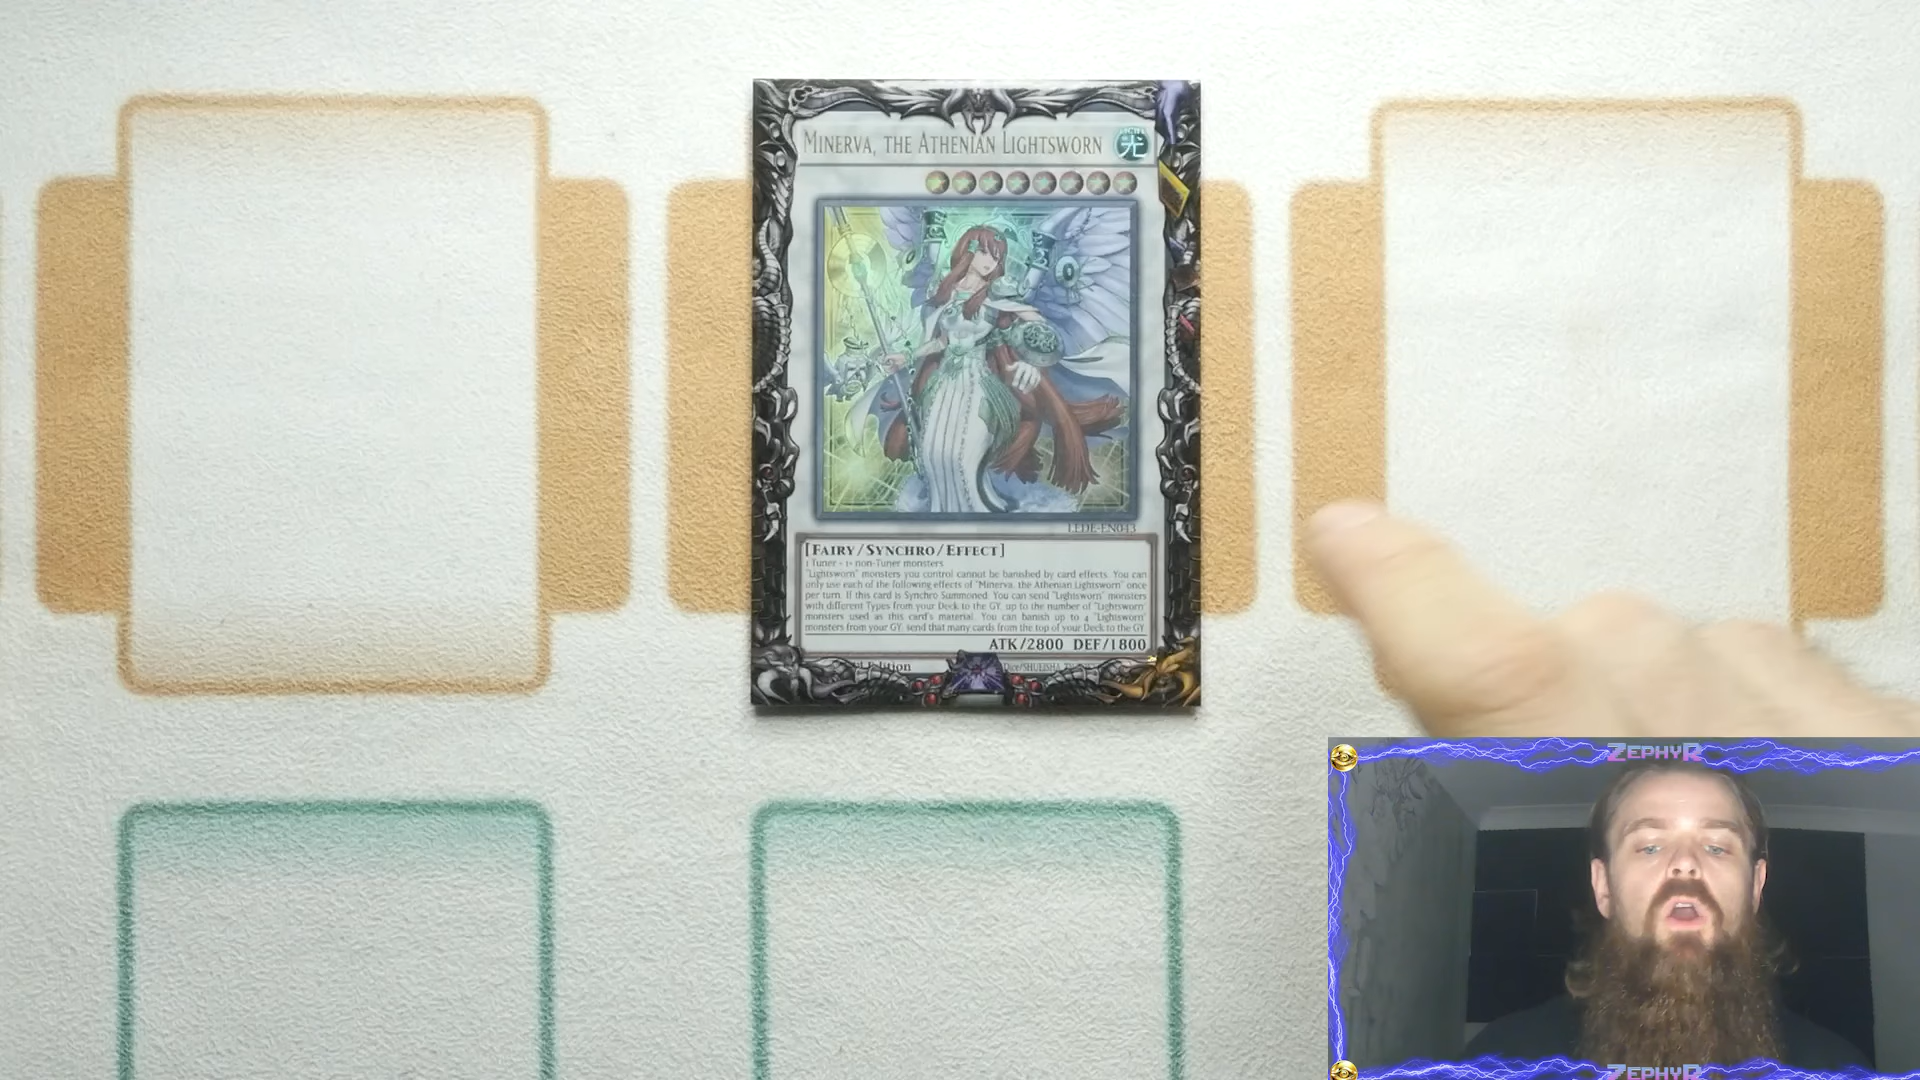 MINERVA, THE ATHENIAN LIGHTSWORN
光
LEDE-EN043
[FAIRY/SYNCHRO/EFFECT]
1 Tuner + 1+ non-Tuner monsters
"Lightsworn" monsters you control cannot be banished by card effects. You can
only use each of the following effects of "Minerva, the Athenian Lightsworn" once
per turn. If this card is Synchro Summoned: You can send "Lightsworn" monsters
with different Types from your Deck to the GY, up to the number of "Lightsworn"
monsters used as this card's material. You can banish up to 4 "Lightsworn"
monsters from your GY; send that many cards from the top of your Deck to the GY
ATK/2800 DEF/1800
Edition
ZEPHYR
ZEPHYR